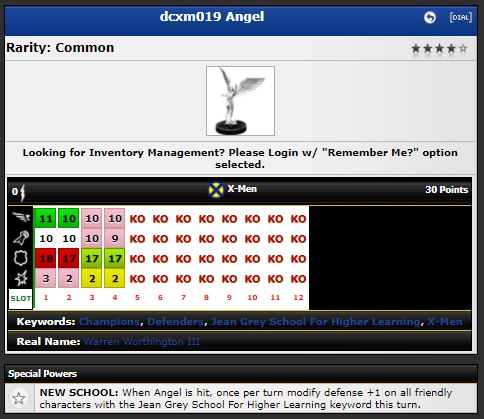 dcxm019 Angel
[DIAL]
Rarity: Common
Looking for Inventory Management? Please Login w/ "Remember Me?" option
selected.
0 X-Men 30 Points
11 10 10 10 KO KO KO KO KO KO KO KO
10 10 10 9 KO KO KO KO KO KO KO KO
18 17 17 17 KO KO KO KO KO KO KO KO
3 2 2 2 KO KO KO KO KO KO KO KO
SLOT 1 2 3 4 5 6 7 8 9 10 11 12
Keywords: Champions, Defenders, Jean Grey School For Higher Learning, X-Men
Real Name: Warren Worthington III
Special Powers
NEW SCHOOL: When Angel is hit, once per turn modify defense +1 on all friendly
characters with the Jean Grey School For Higher Learning keyword this turn.